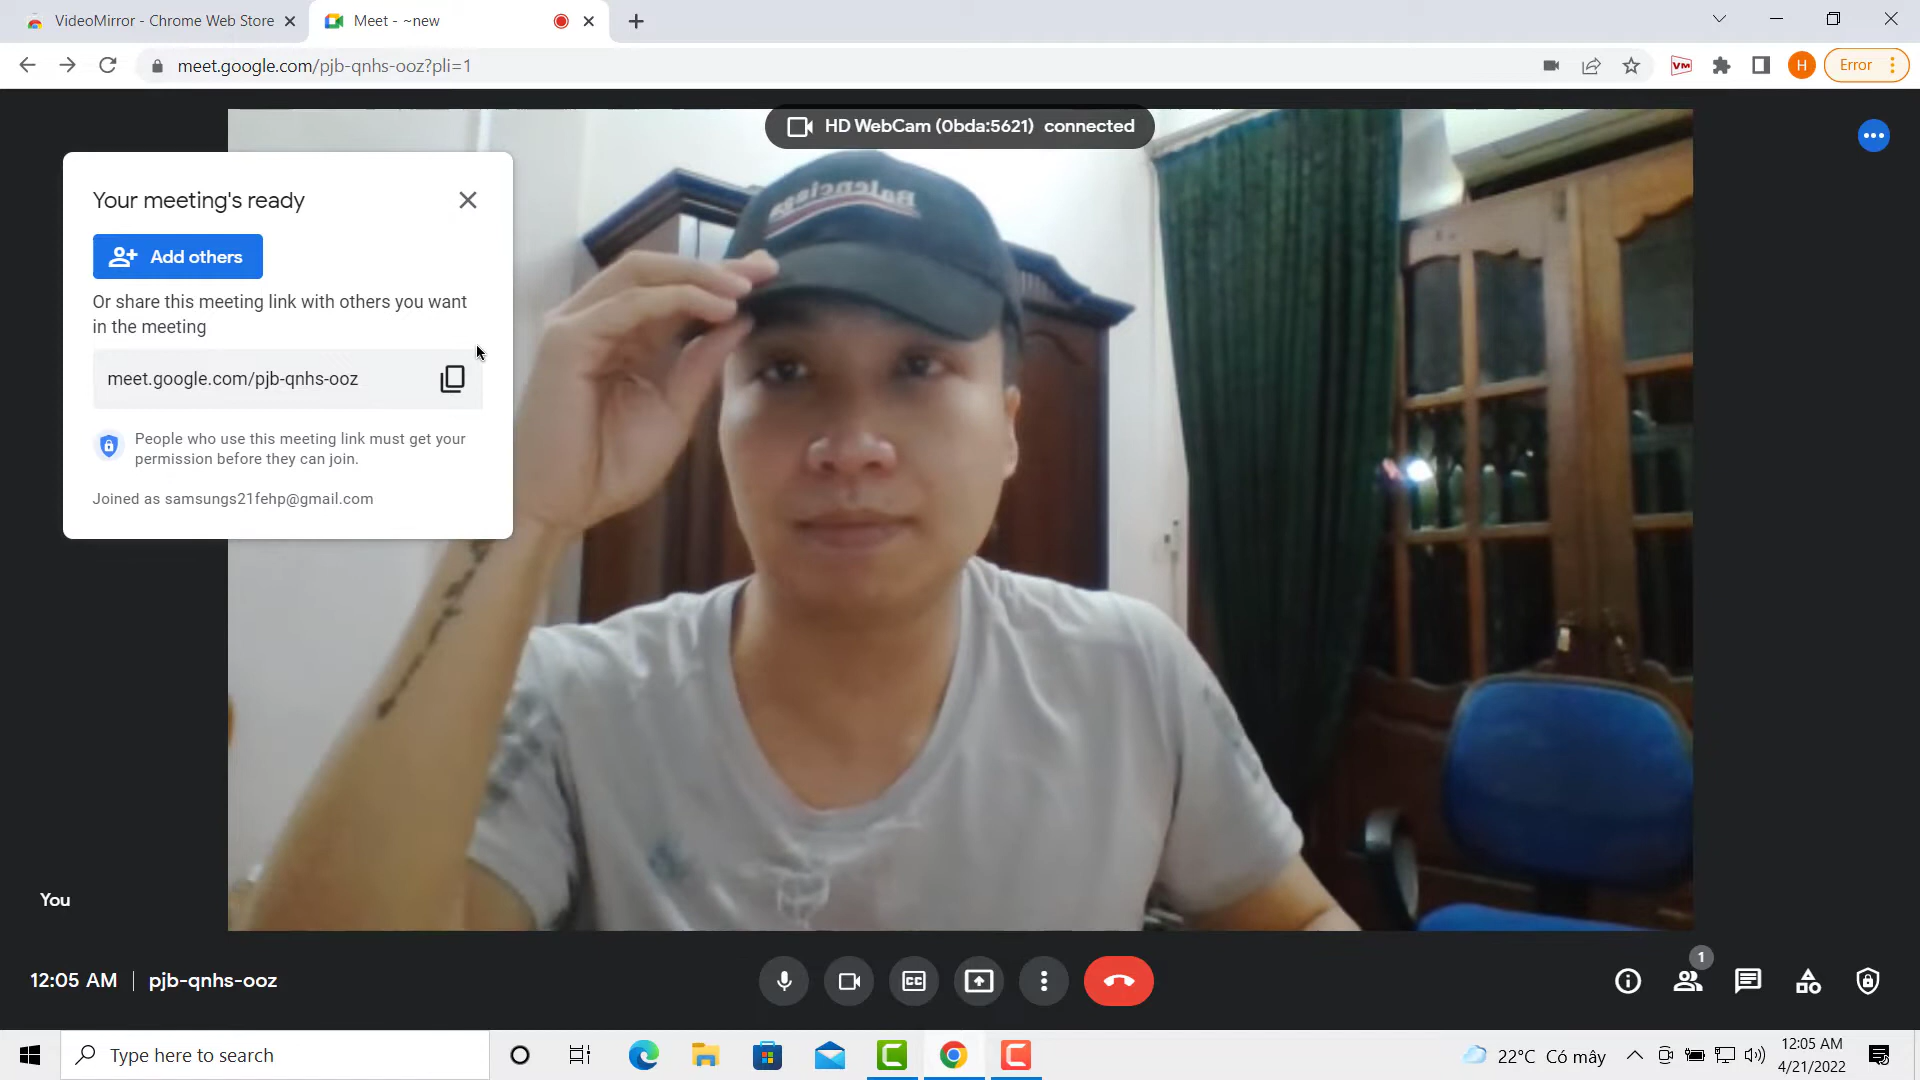 VideoMirror - Chrome Web Store
Meet - ~new
meet.google.com/pjb-qnhs-ooz?pli=1
VM
H
Error
HD WebCam (0bda:5621) connected
Your meeting's ready
Add others
Or share this meeting link with others you want
in the meeting
meet.google.com/pjb-qnhs-ooz
People who use this meeting link must get your
permission before they can join.
Joined as samsungs21fehp@gmail.com
Balenciaga
You
12:05 AM
pjb-qnhs-ooz
CC
1
Type here to search
22°C Có mây
12:05 AM
4/21/2022